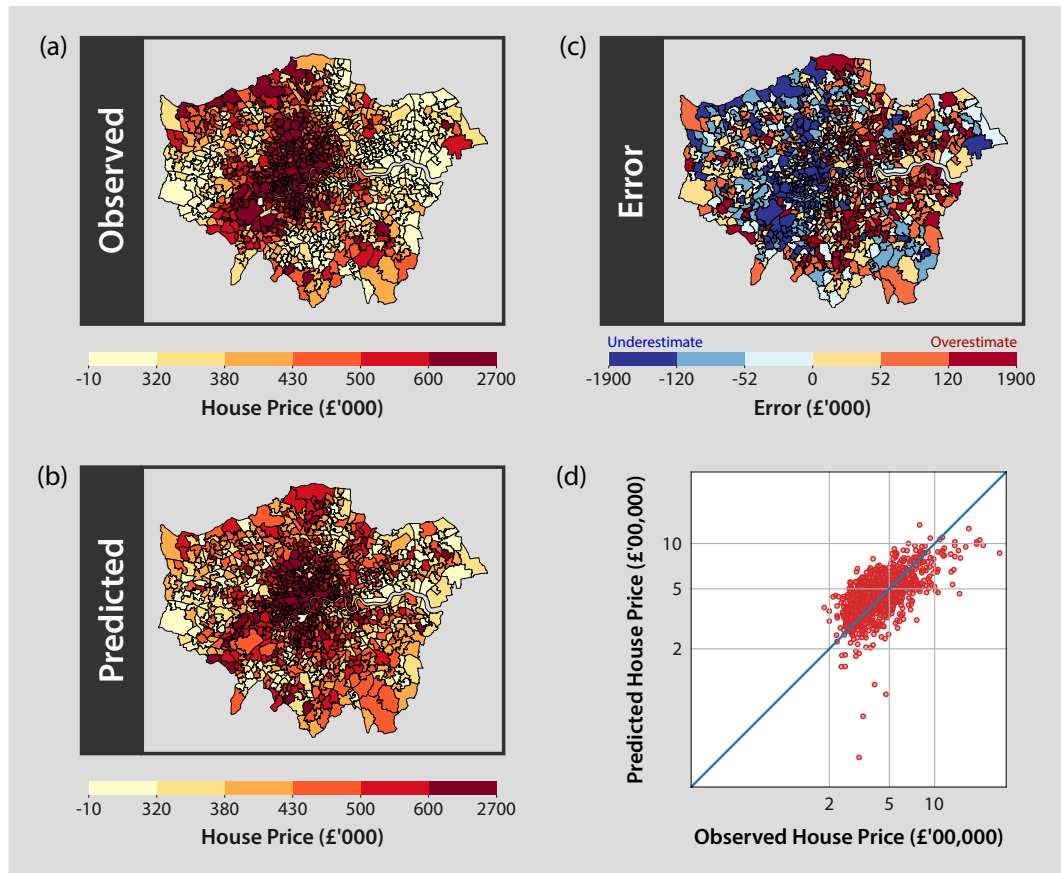 (a)
Observed
-10 320 380 430 500 600 2700
House Price (£'000)
(c)
Error
Underestimate Overestimate
-1900 -120 -52 0 52 120 1900
Error (£'000)
(b)
Predicted
-10 320 380 430 500 600 2700
House Price (£'000)
(d)
Predicted House Price (£'00,000)
10
5
2
2 5 10
Observed House Price (£'00,000)